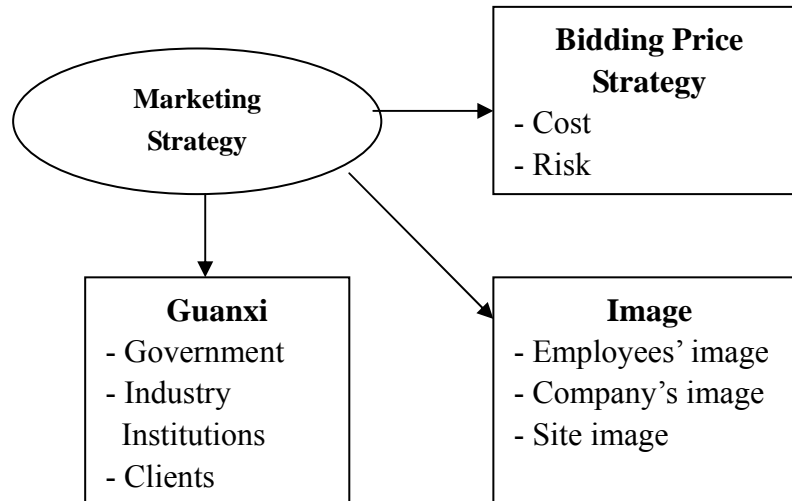 Marketing
Strategy
Bidding Price
Strategy
- Cost
- Risk
Guanxi
- Government
- Industry
Institutions
- Clients
Image
- Employees’ image
- Company’s image
- Site image